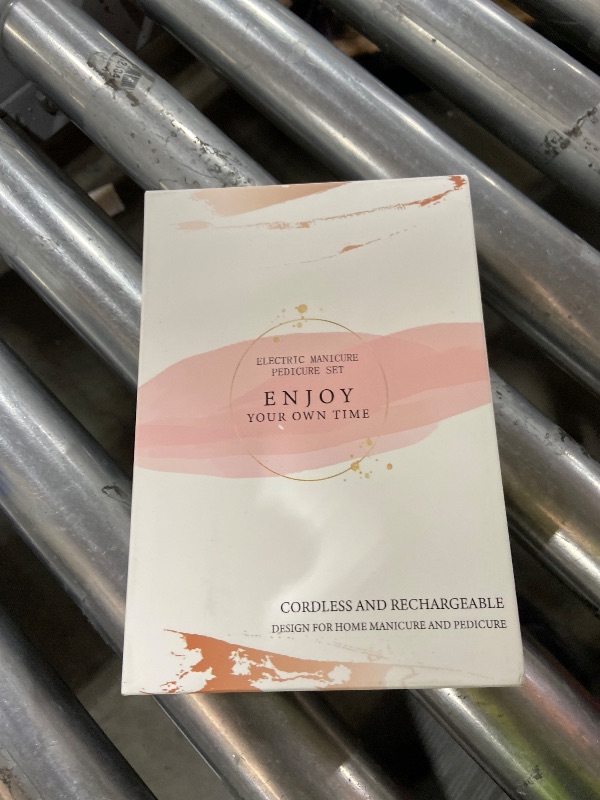 ELECTRIC MANICURE
PEDICURE SET
ENJOY
YOUR OWN TIME
CORDLESS AND RECHARGEABLE
DESIGN FOR HOME MANICURE AND PEDICURE